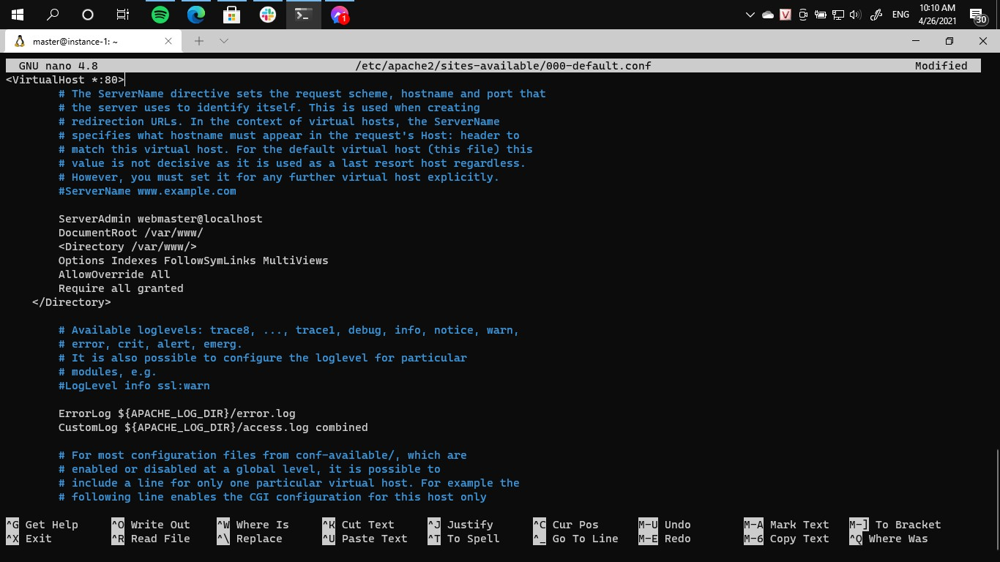 1
ENG
10:10 AM
4/26/2021
30
master@instance-1: ~
GNU nano 4.8 /etc/apache2/sites-available/000-default.conf Modified
<VirtualHost *:80>
# The ServerName directive sets the request scheme, hostname and port that
# the server uses to identify itself. This is used when creating
# redirection URLs. In the context of virtual hosts, the ServerName
# specifies what hostname must appear in the request's Host: header to
# match this virtual host. For the default virtual host (this file) this
# value is not decisive as it is used as a last resort host regardless.
# However, you must set it for any further virtual host explicitly.
#ServerName www.example.com
ServerAdmin webmaster@localhost
DocumentRoot /var/www/
<Directory /var/www/>
Options Indexes FollowSymLinks MultiViews
AllowOverride All
Require all granted
</Directory>
# Available loglevels: trace8, ..., trace1, debug, info, notice, warn,
# error, crit, alert, emerg.
# It is also possible to configure the loglevel for particular
# modules, e.g.
#LogLevel info ssl:warn
ErrorLog ${APACHE_LOG_DIR}/error.log
CustomLog ${APACHE_LOG_DIR}/access.log combined
# For most configuration files from conf-available/, which are
# enabled or disabled at a global level, it is possible to
# include a line for only one particular virtual host. For example the
# following line enables the CGI configuration for this host only
^G Get Help ^O Write Out ^W Where Is ^K Cut Text ^J Justify ^C Cur Pos M-U Undo M-A Mark Text M-] To Bracket
^X Exit ^R Read File ^\ Replace ^U Paste Text ^T To Spell ^_ Go To Line M-E Redo M-6 Copy Text ^Q Where Was